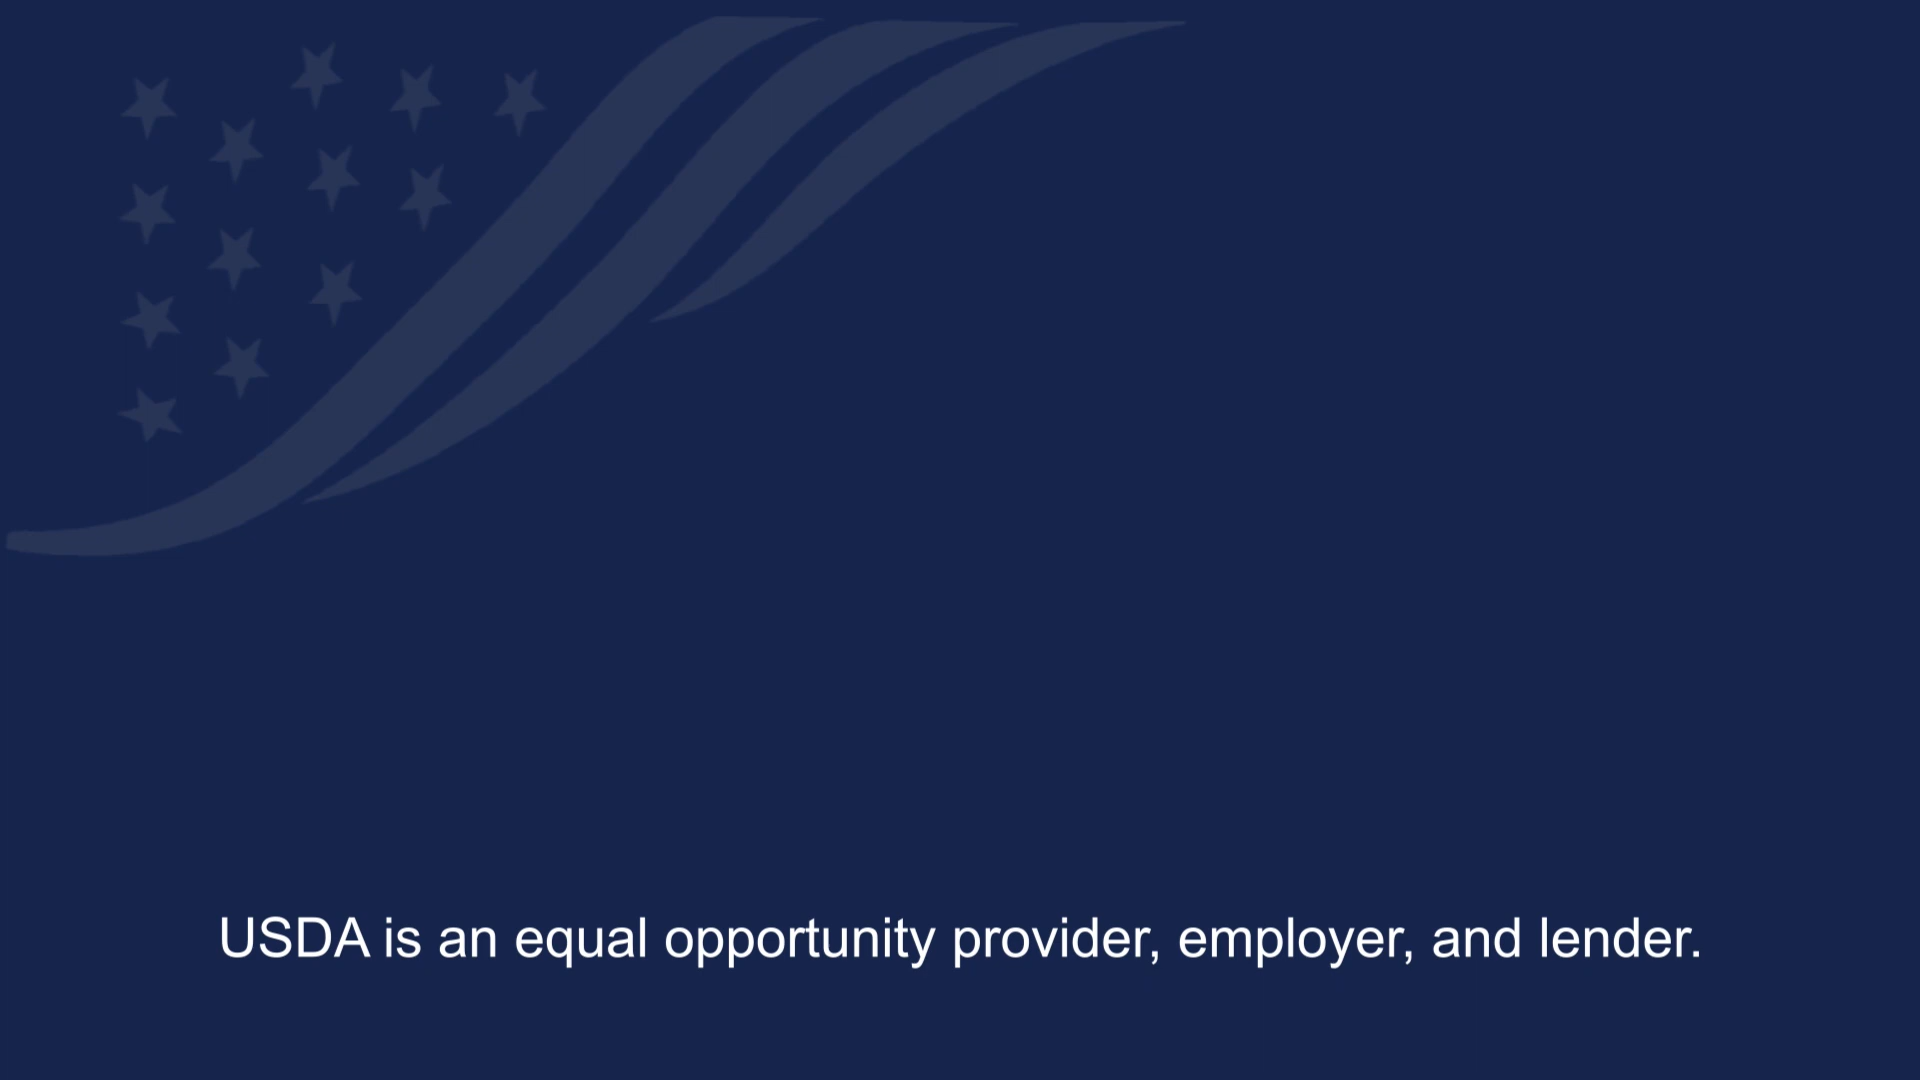 USDA is an equal opportunity provider, employer, and lender.